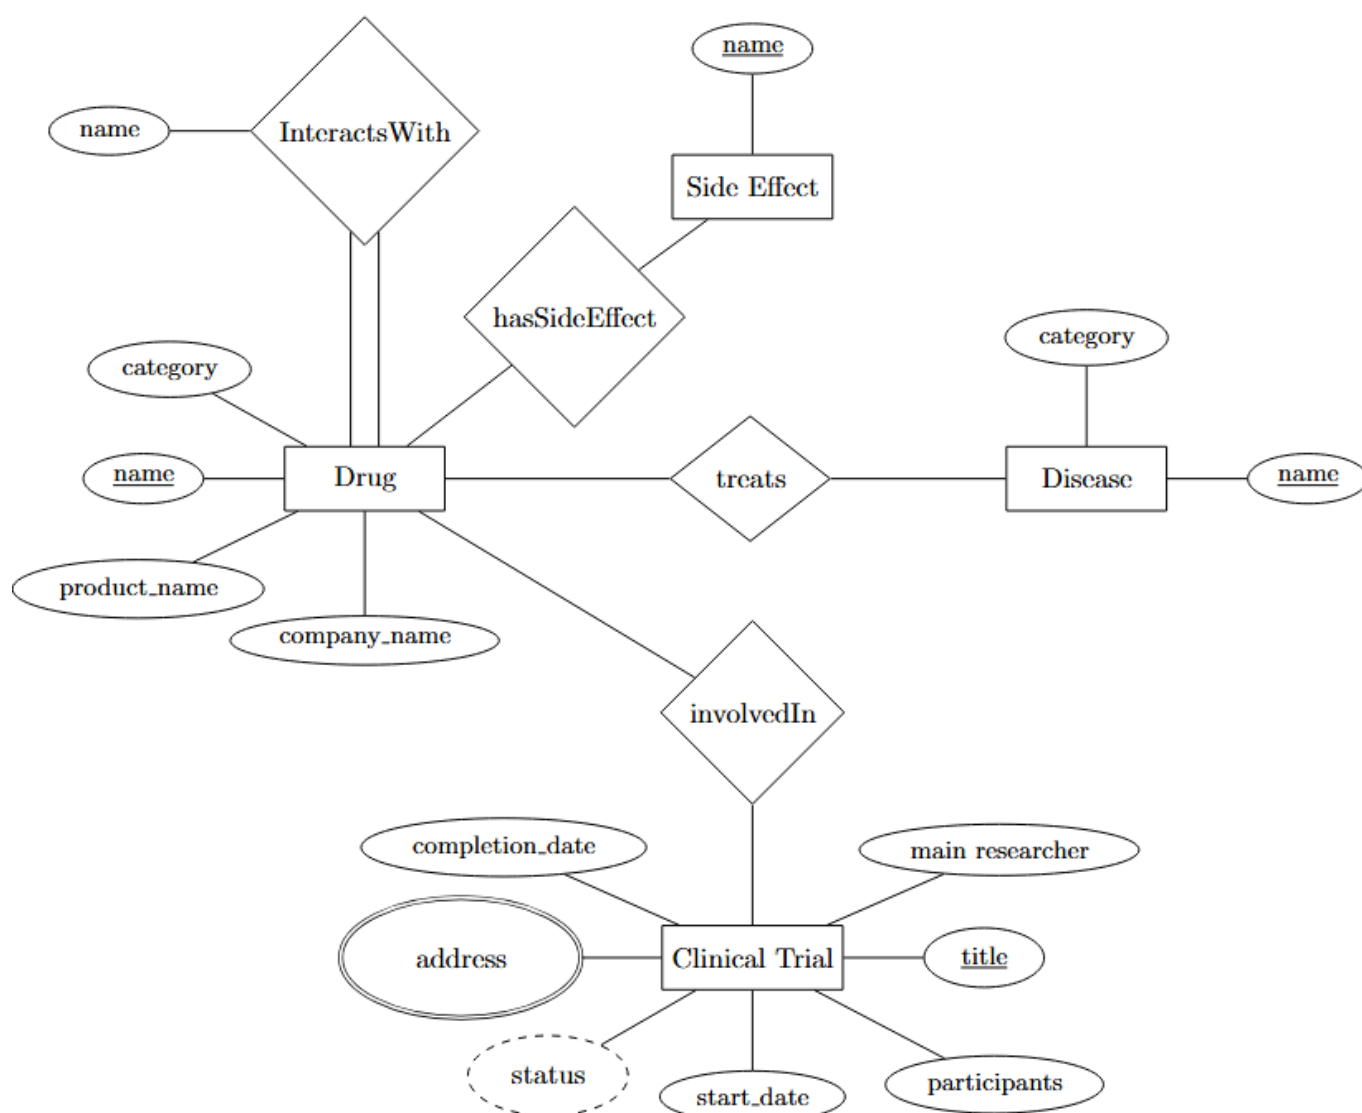 name
name
InteractsWith
Side Effect
hasSideEffect
category
category
name
Drug
treats
Disease
name
product_name
company_name
involvedIn
completion_date
main researcher
address
Clinical Trial
title
status
start_date
participants